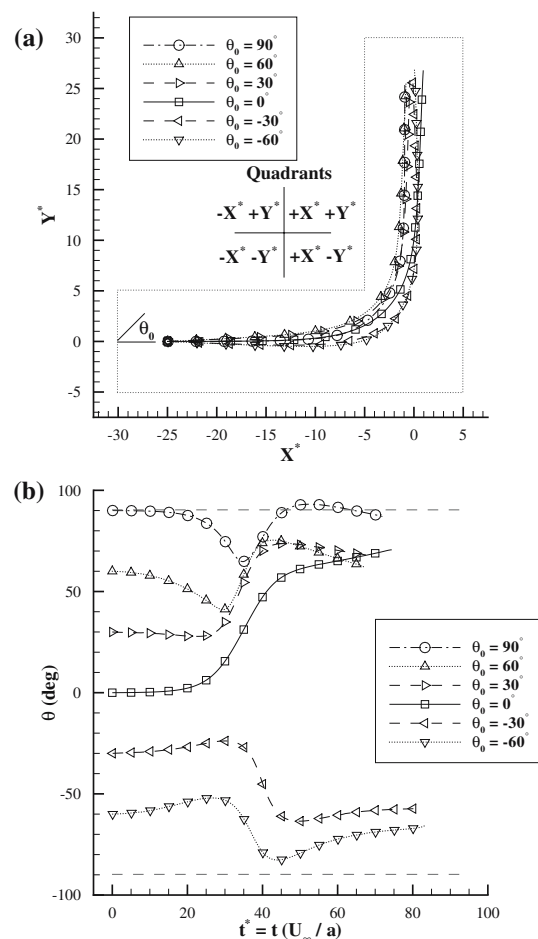 (a)
30
25
20
15
10
5
0
-5
Y*
θ₀ = 90°
θ₀ = 60°
θ₀ = 30°
θ₀ = 0°
θ₀ = -30°
θ₀ = -60°
Quadrants
-X* +Y* +X* +Y*
-X* -Y* +X* -Y*
θ₀
-30 -25 -20 -15 -10 -5 0 5
X*
(b)
100
50
0
-50
-100
θ (deg)
θ₀ = 90°
θ₀ = 60°
θ₀ = 30°
θ₀ = 0°
θ₀ = -30°
θ₀ = -60°
0 20 40 60 80 100
t* = t (U∞ / a)